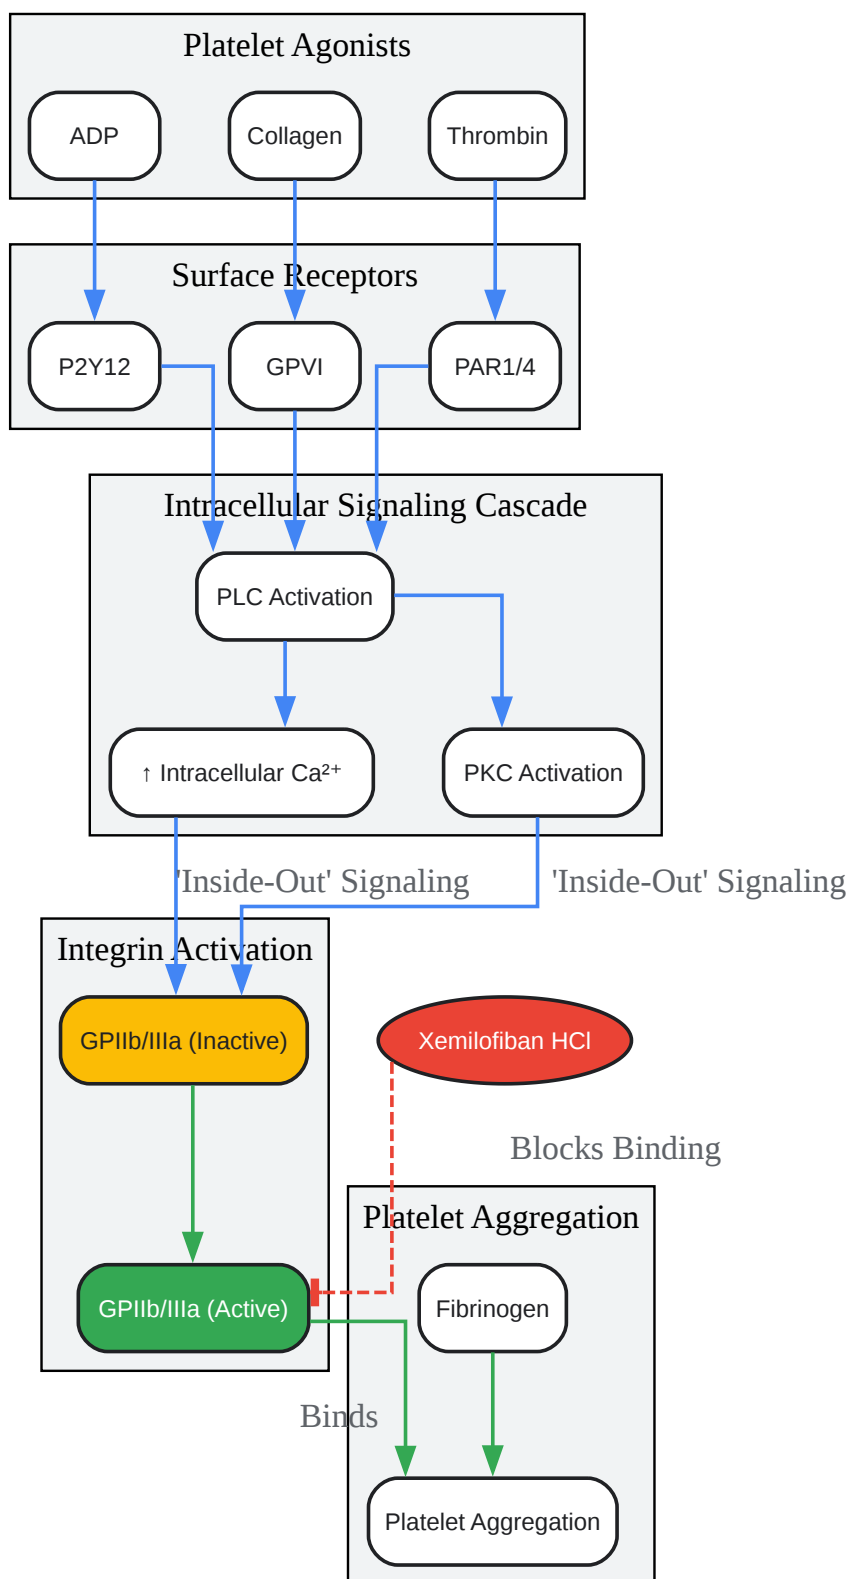 Platelet Agonists
ADP
Collagen
Thrombin
Surface Receptors
P2Y12
GPVI
PAR1/4
Intracellular Signaling Cascade
PLC Activation
↑ Intracellular Ca²⁺
PKC Activation
'Inside-Out' Signaling
'Inside-Out' Signaling
Integrin Activation
GPIIb/IIIa (Inactive)
Xemilofiban HCl
Blocks Binding
Platelet Aggregation
GPIIb/IIIa (Active)
Fibrinogen
Binds
Platelet Aggregation